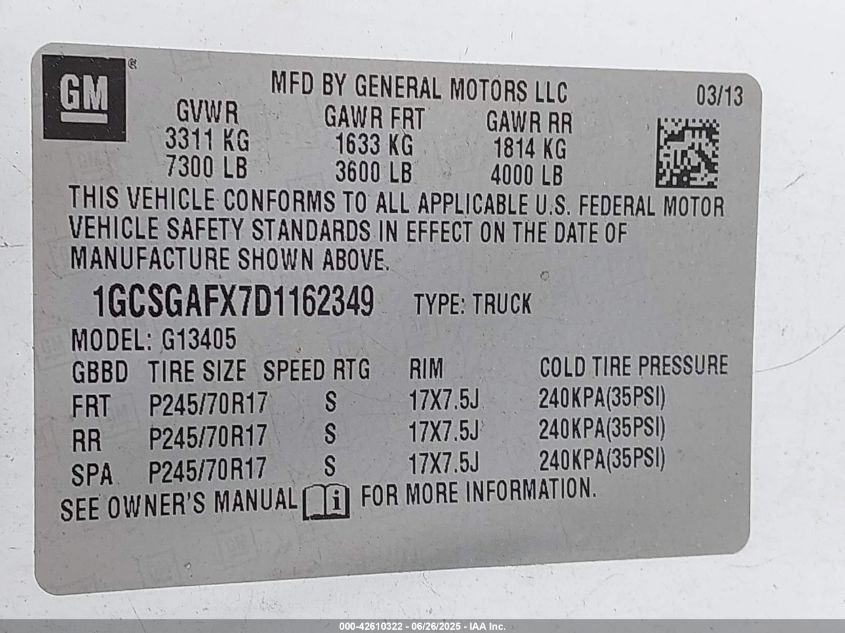 GM®
MFD BY GENERAL MOTORS LLC 03/13
GVWR GAWR FRT GAWR RR
3311 KG 1633 KG 1814 KG
7300 LB 3600 LB 4000 LB
THIS VEHICLE CONFORMS TO ALL APPLICABLE U.S. FEDERAL MOTOR
VEHICLE SAFETY STANDARDS IN EFFECT ON THE DATE OF
MANUFACTURE SHOWN ABOVE.
1GCSGAFX7D1162349 TYPE: TRUCK
MODEL: G13405
GBBD TIRE SIZE SPEED RTG RIM COLD TIRE PRESSURE
FRT P245/70R17 S 17X7.5J 240KPA(35PSI)
RR P245/70R17 S 17X7.5J 240KPA(35PSI)
SPA P245/70R17 S 17X7.5J 240KPA(35PSI)
SEE OWNER'S MANUAL i FOR MORE INFORMATION.
000-42610322 - 06/26/2025 - IAA Inc.